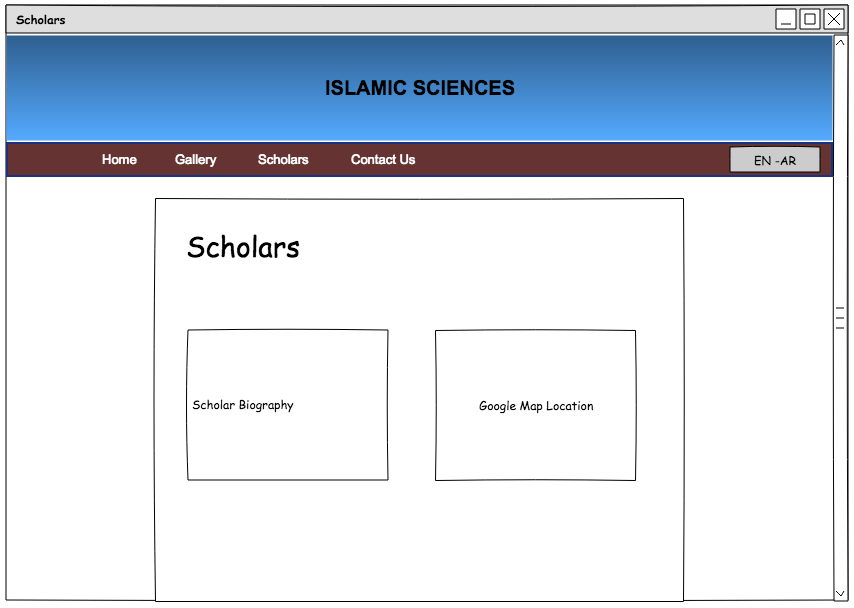 Scholars
ISLAMIC SCIENCES
Home Gallery Scholars Contact Us EN -AR
Scholars
Scholar Biography Google Map Location